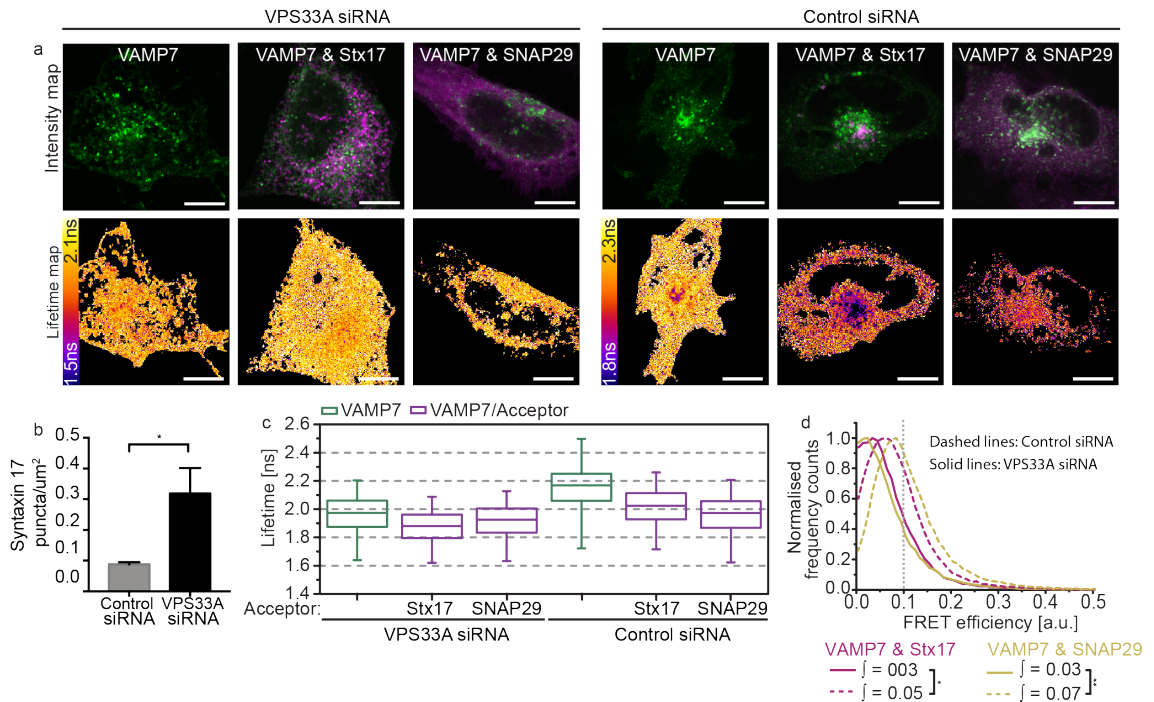 VPS33A siRNA
Control siRNA
a
Intensity map
VAMP7
VAMP7 & Stx17
VAMP7 & SNAP29
VAMP7
VAMP7 & Stx17
VAMP7 & SNAP29
Lifetime map
2.1ns
1.5ns
2.3ns
1.8ns
b
Syntaxin 17
puncta/um²
0.5
0.4
0.3
0.2
0.1
0.0
*
Control
siRNA
VPS33A
siRNA
c
VAMP7
VAMP7/Acceptor
Lifetime [ns]
2.6
2.4
2.2
2.0
1.8
1.6
1.4
Acceptor:
Stx17
SNAP29
Stx17
SNAP29
VPS33A siRNA
Control siRNA
d
Normalised
frequency counts
1.0
0.8
0.6
0.4
0.2
0.0
Dashed lines: Control siRNA
Solid lines: VPS33A siRNA
0.0
0.1
0.2
0.3
0.4
0.5
FRET efficiency [a.u.]
VAMP7 & Stx17
∫ = 003
∫ = 0.05
*
VAMP7 & SNAP29
∫ = 0.03
∫ = 0.07
**